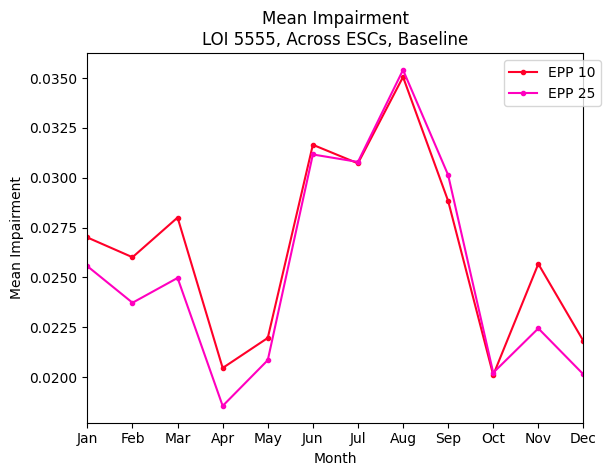 Mean Impairment
LOI 5555, Across ESCs, Baseline
EPP 10
EPP 25
Mean Impairment
0.0350
0.0325
0.0300
0.0275
0.0250
0.0225
0.0200
Jan Feb Mar Apr May Jun Jul Aug Sep Oct Nov Dec
Month